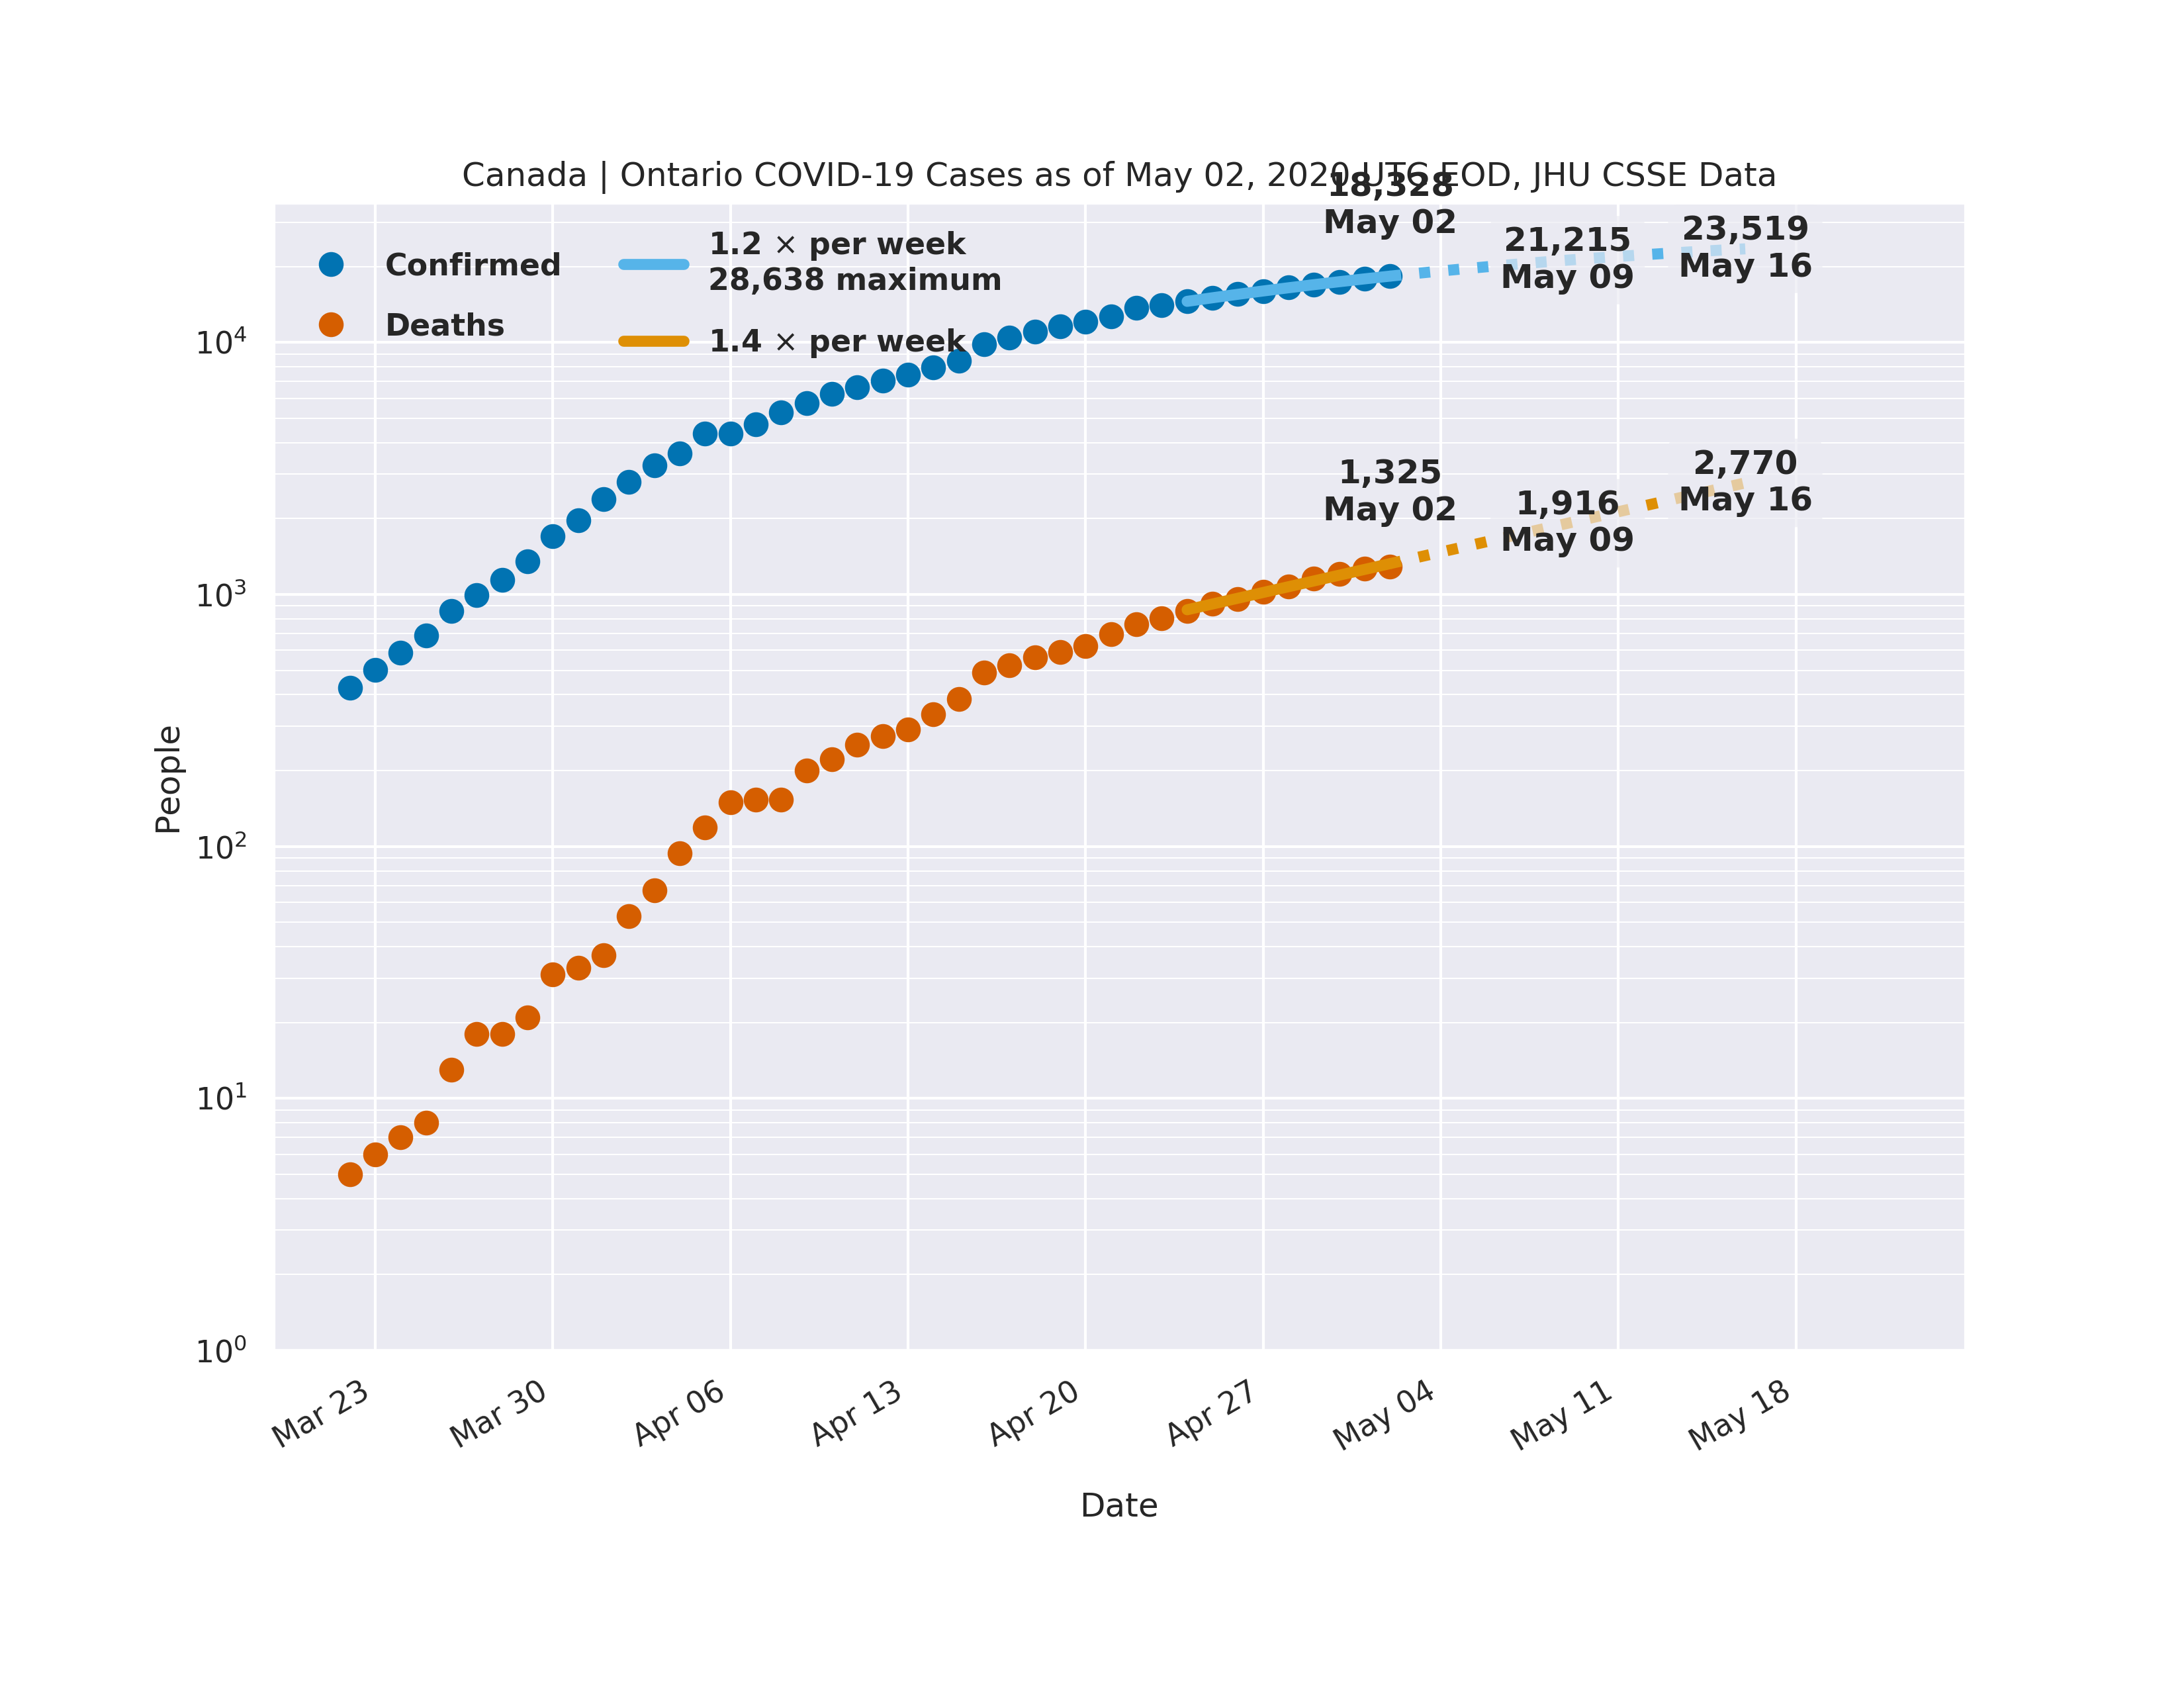 Canada | Ontario COVID-19 Cases as of May 02, 2020 UTC EOD, JHU CSSE Data
18,328
May 02
21,215
May 09
23,519
May 16
Confirmed
Deaths
1.2 × per week
28,638 maximum
1.4 × per week
1,325
May 02
1,916
May 09
2,770
May 16
People
10⁴
10³
10²
10¹
10⁰
Mar 23
Mar 30
Apr 06
Apr 13
Apr 20
Apr 27
May 04
May 11
May 18
Date